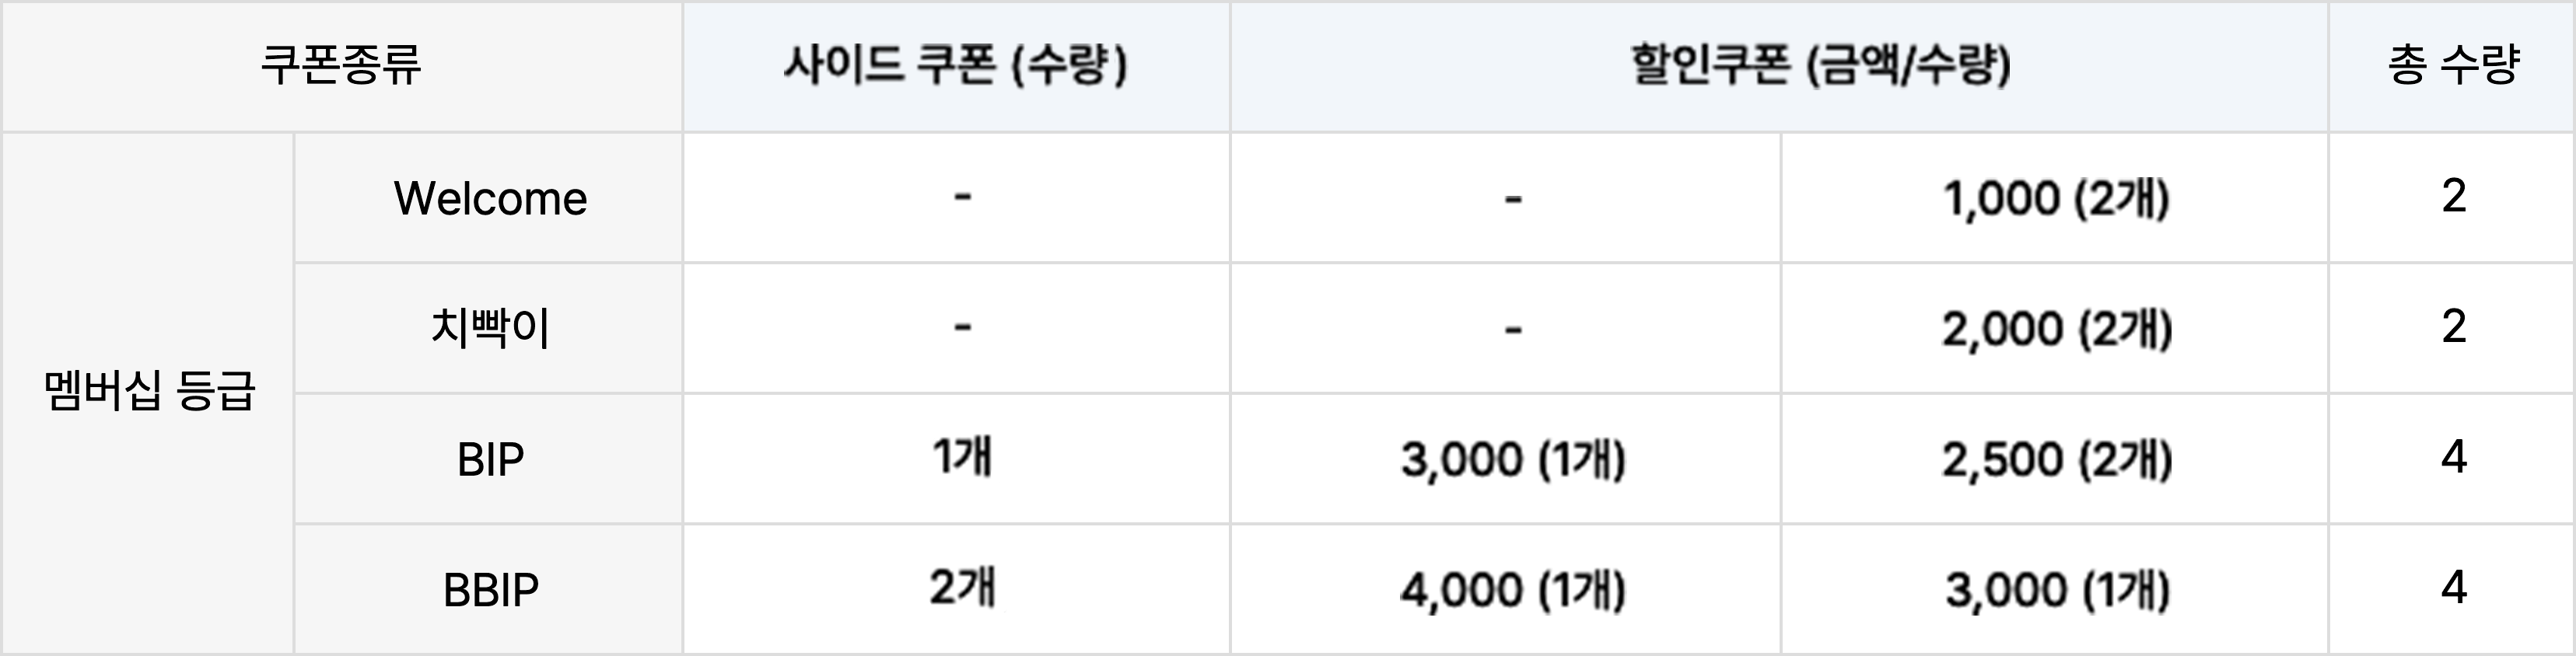 쿠폰종류 사이드 쿠폰 (수량) 할인쿠폰 (금액/수량) 총 수량
멤버십 등급
Welcome - - 1,000 (2개) 2
치빡이 - - 2,000 (2개) 2
BIP 1개 3,000 (1개) 2,500 (2개) 4
BBIP 2개 4,000 (1개) 3,000 (1개) 4